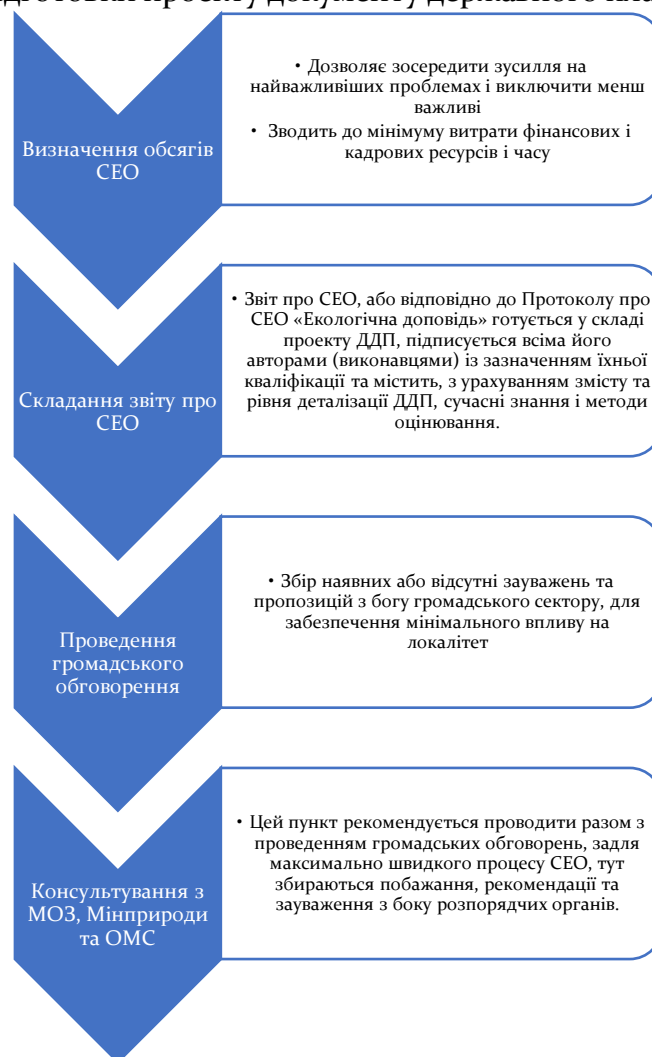 проекту документу державного
Визначення обсягів
СЕО
• Дозволяє зосередити зусилля на
найважливіших проблемах і виключити менш
важливі
• Зводить до мінімуму витрати фінансових і
кадрових ресурсів і часу
Складання звіту про
СЕО
• Звіт про СЕО, або відповідно до Протоколу про
СЕО «Екологічна доповідь» готується у складі
проекту ДДП, підписується всіма його
авторами (виконавцями) із зазначенням їхньої
кваліфікації та містить, з урахуванням змісту та
рівня деталізації ДДП, сучасні знання і методи
оцінювання.
Проведення
громадського
обговорення
• Збір наявних або відсутні зауважень та
пропозицій з богу громадського сектору, для
забезпечення мінімального впливу на
локалітет
Консультування з
МОЗ, Мінприроди
та ОМС
• Цей пункт рекомендується проводити разом з
проведенням громадських обговорень, задля
максимально швидкого процесу СЕО, тут
збираються побажання, рекомендації та
зауваження з боку розпорядчих органів.